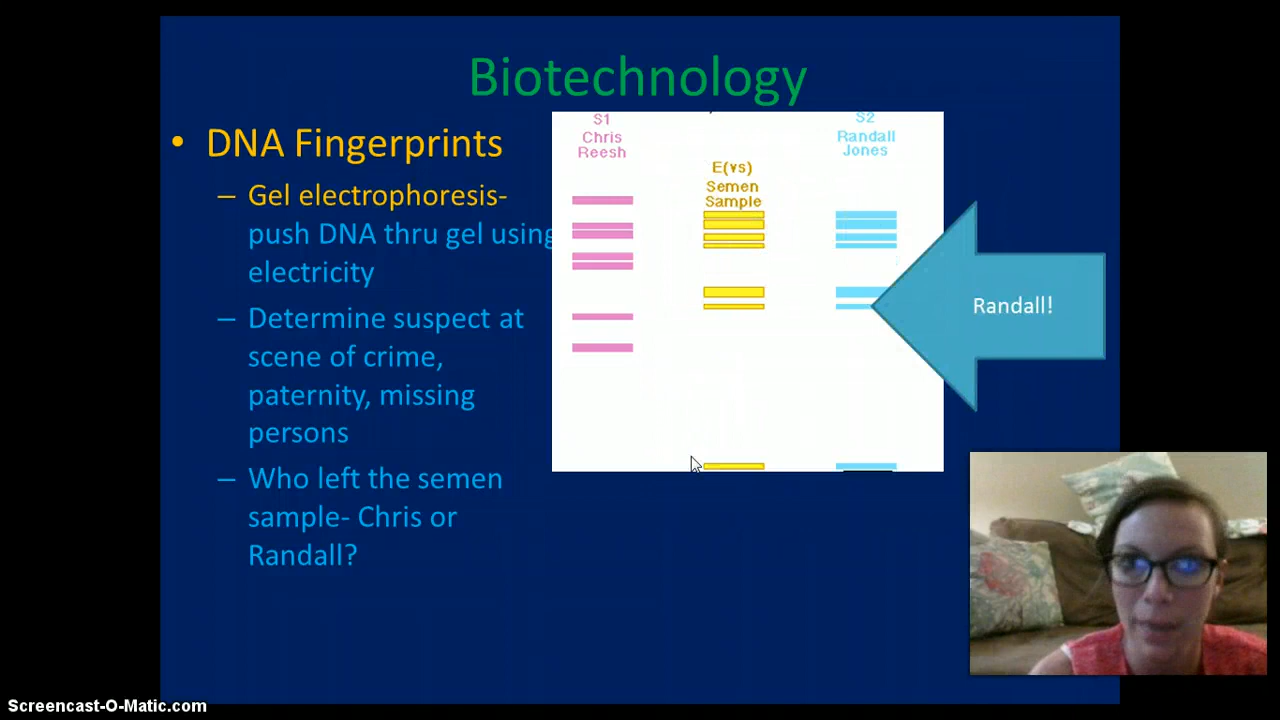 Biotechnology
• DNA Fingerprints
– Gel electrophoresis-
push DNA thru gel using
electricity
– Determine suspect at
scene of crime,
paternity, missing
persons
– Who left the semen
sample- Chris or
Randall?
S1
Chris
Reesh
E(vs)
Semen
Sample
S2
Randall
Jones
Randall!
Screencast-O-Matic.com